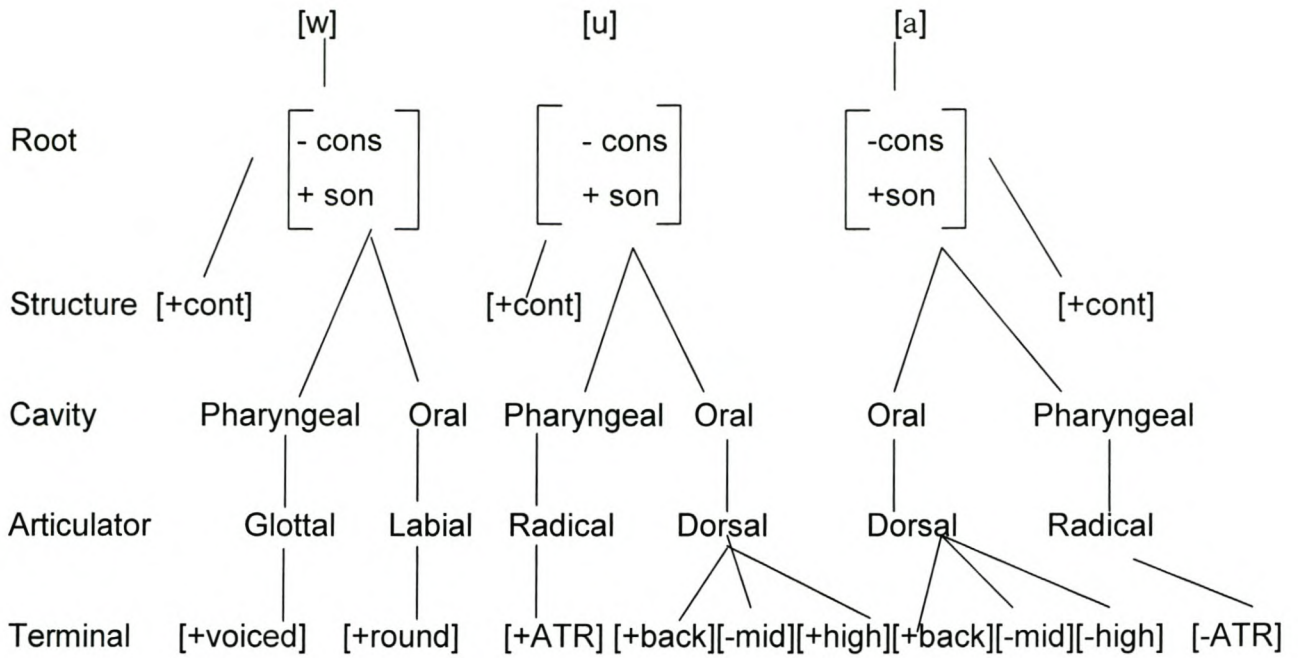 [w] [u] [a]
Root - cons - cons -cons
+ son + son +son
Structure [+cont] [+cont] [+cont]
Cavity Pharyngeal Oral Pharyngeal Oral Oral Pharyngeal
Articulator Glottal Labial Radical Dorsal Dorsal Radical
Terminal [+voiced] [+round] [+ATR] [+back][-mid][+high][+back][-mid][-high] [-ATR]